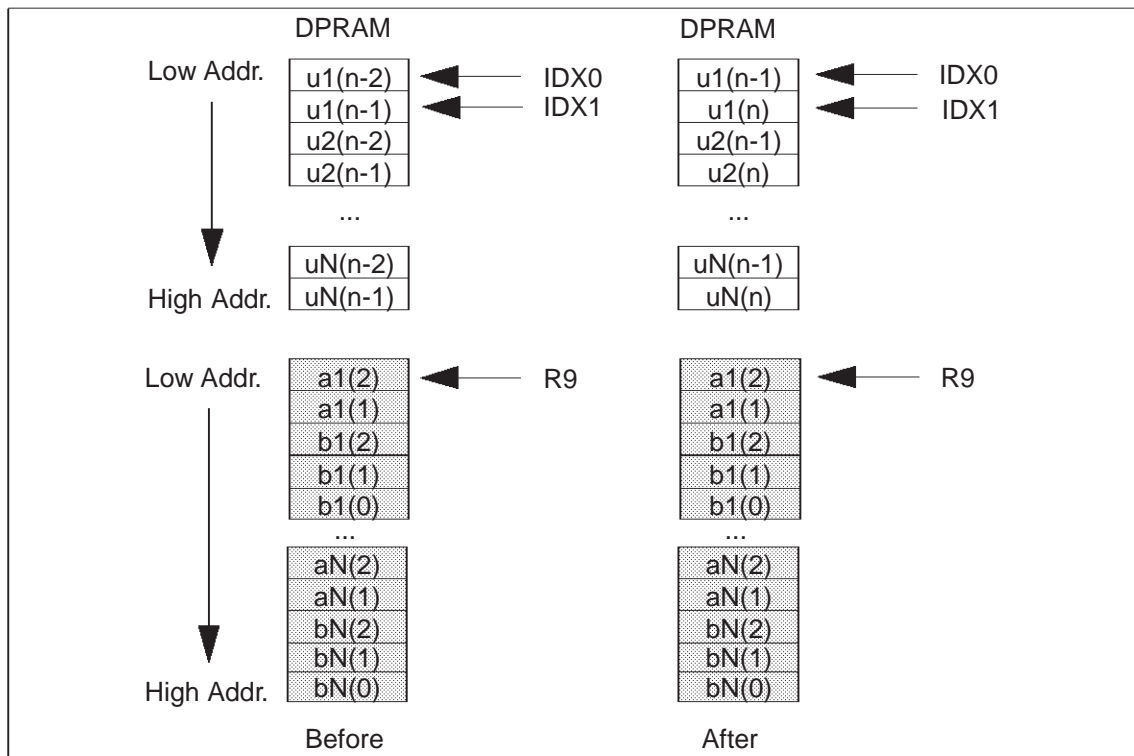 DPRAM
Low Addr.
u1(n-2)
IDX0
u1(n-1)
IDX1
u2(n-2)
u2(n-1)
...
uN(n-2)
High Addr.
uN(n-1)
Low Addr.
a1(2)
R9
a1(1)
b1(2)
b1(1)
b1(0)
...
aN(2)
aN(1)
bN(2)
bN(1)
High Addr.
bN(0)
Before
DPRAM
u1(n-1)
IDX0
u1(n)
IDX1
u2(n-1)
u2(n)
...
uN(n-1)
uN(n)
a1(2)
R9
a1(1)
b1(2)
b1(1)
b1(0)
...
aN(2)
aN(1)
bN(2)
bN(1)
bN(0)
After